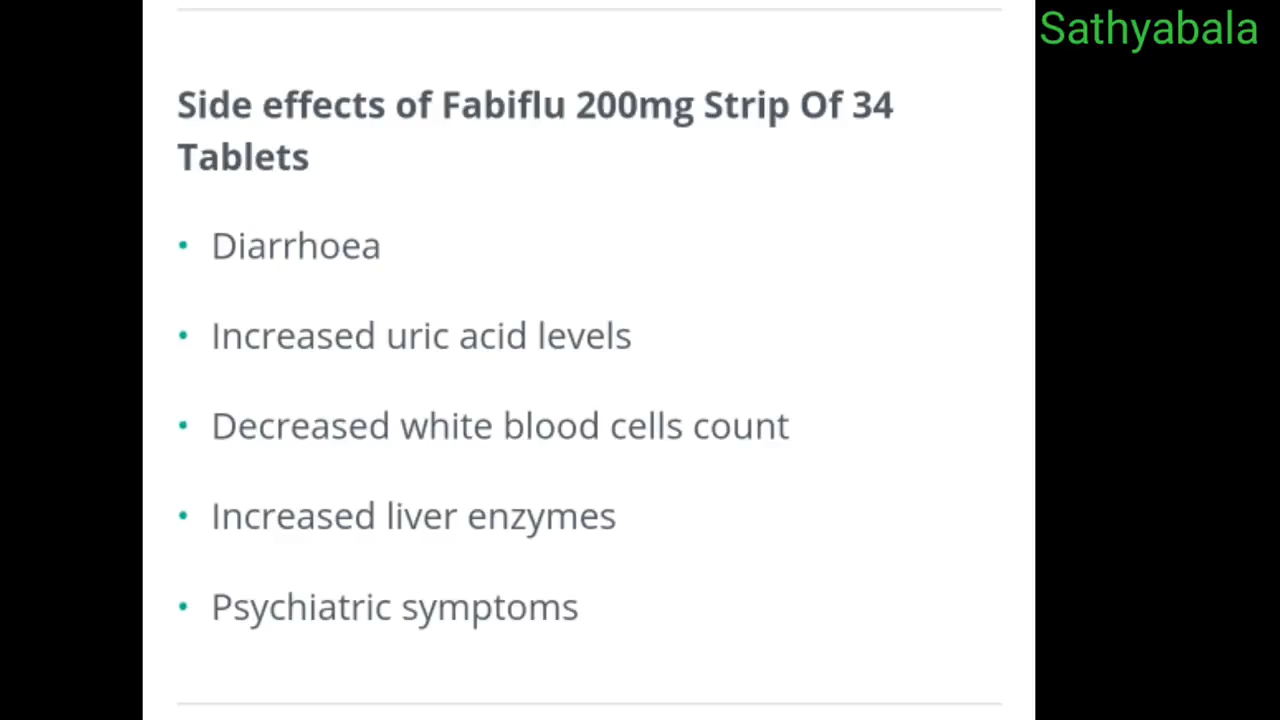 Sathyabala
Side effects of Fabiflu 200mg Strip Of 34
Tablets
• Diarrhoea
• Increased uric acid levels
• Decreased white blood cells count
• Increased liver enzymes
• Psychiatric symptoms